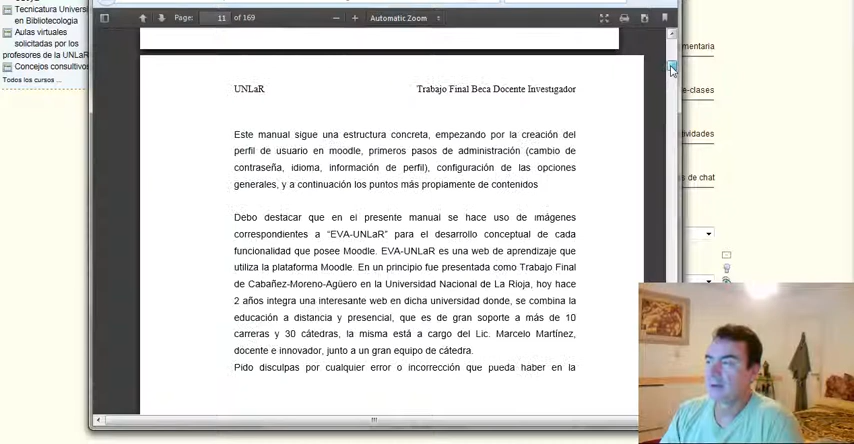 Tecnicatura Univers
en Bibliotecologia
Aulas virtuales
solicitadas por los
profesores de la UNLaR
Concejos consultivos
Todos los cursos ...
Page: 11 of 169
Automatic Zoom
UNLaR Trabajo Final Beca Docente Investigador
Este manual sigue una estructura concreta, empezando por la creación del
perfil de usuario en moodle, primeros pasos de administración (cambio de
contraseña, idioma, información de perfil), configuración de las opciones
generales, y a continuación los puntos más propiamente de contenidos
Debo destacar que en el presente manual se hace uso de imágenes
correspondientes a “EVA-UNLaR” para el desarrollo conceptual de cada
funcionalidad que posee Moodle. EVA-UNLaR es una web de aprendizaje que
utiliza la plataforma Moodle. En un principio fue presentada como Trabajo Final
de Cabañez-Moreno-Agüero en la Universidad Nacional de La Rioja, hoy hace
2 años integra una interesante web en dicha universidad donde, se combina la
educación a distancia y presencial, que es de gran soporte a más de 10
carreras y 30 cátedras, la misma está a cargo del Lic. Marcelo Martínez,
docente e innovador, junto a un gran equipo de cátedra.
Pido disculpas por cualquier error o incorrección que pueda haber en la
mentaria
e-clases
tividades
s de chat